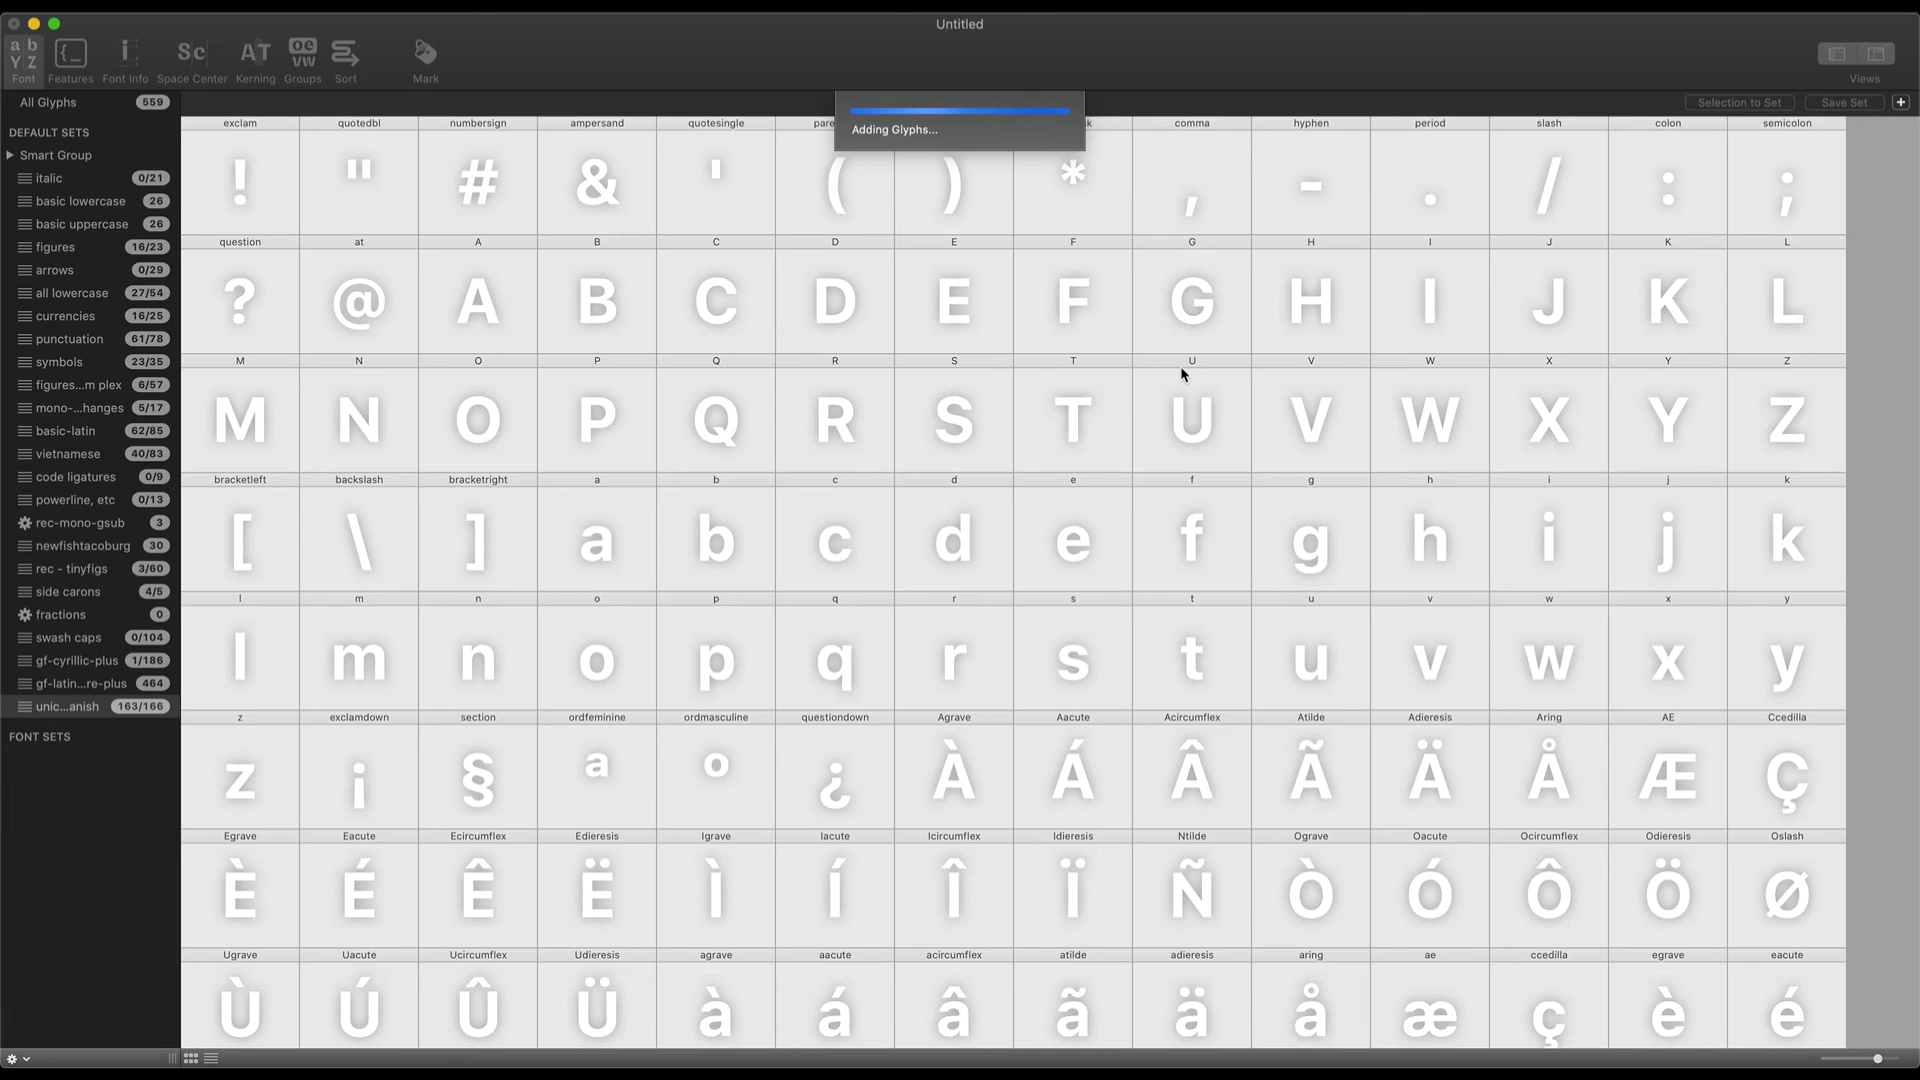 Untitled
Font Features Font Info Space Center Kerning Groups Sort Mark Views
All Glyphs 559
Selection to Set Save Set
Adding Glyphs...
DEFAULT SETS
Smart Group
italic 0/21
basic lowercase 26
basic uppercase 26
figures 16/23
arrows 0/29
all lowercase 27/54
currencies 16/25
punctuation 61/78
symbols 23/35
figures...m plex 6/57
mono-...hanges 5/17
basic-latin 62/85
vietnamese 40/83
code ligatures 0/9
powerline, etc 0/13
rec-mono-gsub 3
newfishtacoburg 30
rec - tinyfigs 3/60
side carons 4/5
fractions 0
swash caps 0/104
gf-cyrillic-plus 1/186
gf-latin...re-plus 464
unic...anish 163/166
FONT SETS
exclam quotedbl numbersign ampersand quotesingle comma hyphen period slash colon semicolon
! " # & ' ( ) * , - . / : ;
question at A B C D E F G H I J K L
? @ A B C D E F G H I J K L
M N O P Q R S T U V W X Y Z
M N O P Q R S T U V W X Y Z
bracketleft backslash bracketright a b c d e f g h i j k
[ \ ] a b c d e f g h i j k
l m n o p q r s t u v w x y
l m n o p q r s t u v w x y
z exclamdown section ordfeminine ordmasculine questiondown Agrave Aacute Acircumflex Atilde Adieresis Aring AE Ccedilla
z ¡ § ª º ¿ À Á Â Ã Ä Å Æ Ç
Egrave Eacute Ecircumflex Edieresis Igrave Iacute Icircumflex Idieresis Ntilde Ograve Oacute Ocircumflex Odieresis Oslash
È É Ê Ë Ì Í Î Ï Ñ Ò Ó Ô Ö Ø
Ugrave Uacute Ucircumflex Udieresis agrave aacute acircumflex atilde adieresis aring ae ccedilla egrave eacute
Ù Ú Û Ü à á â ã ä å æ ç è é